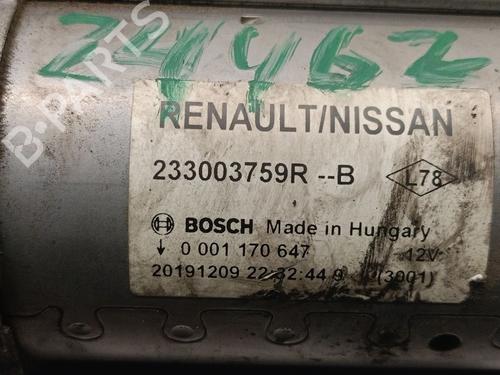 24462
B-PARTS
RENAULT/NISSAN
233003759R --B L78
BOSCH Made in Hungary
0 001 170 647 12V
20191209 22:32:44 9 (3001)